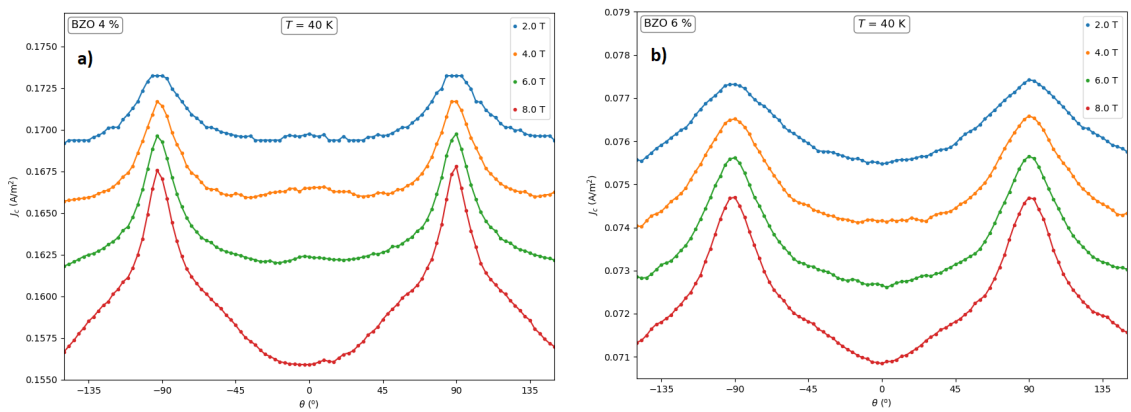 BZO 4 %
T = 40 K
a)
2.0 T
4.0 T
6.0 T
8.0 T
0.1750
0.1725
0.1700
0.1675
0.1650
0.1625
0.1600
0.1575
0.1550
Jc (A/m²)
−135 −90 −45 0 45 90 135
θ (°)
BZO 6 %
T = 40 K
b)
2.0 T
4.0 T
6.0 T
8.0 T
0.079
0.078
0.077
0.076
0.075
0.074
0.073
0.072
0.071
Jc (A/m²)
−135 −90 −45 0 45 90 135
θ (°)